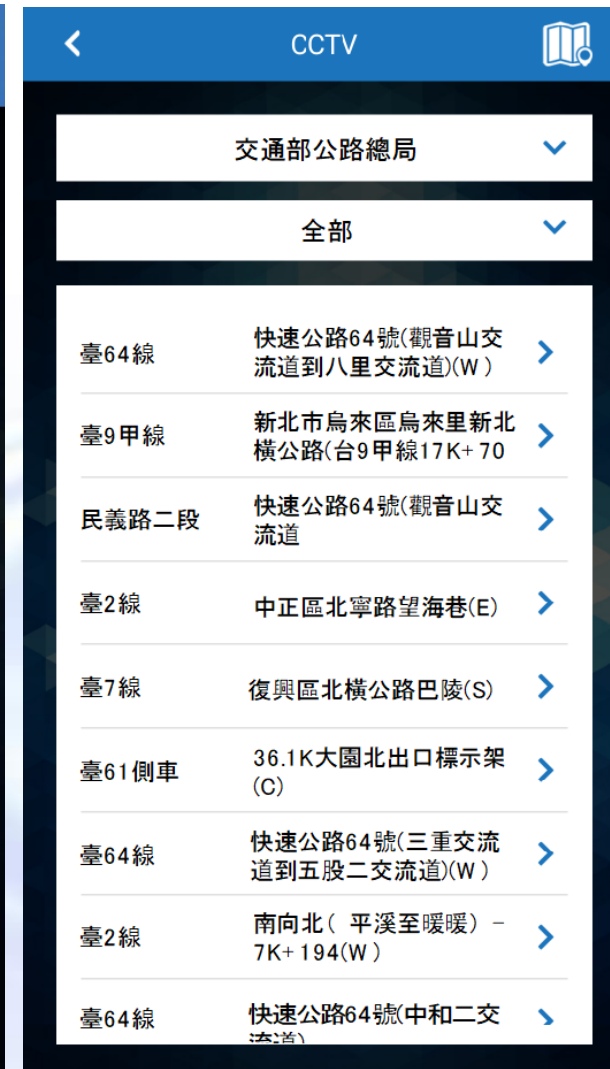 CCTV
交通部公路總局
全部
臺64線
快速公路64號(觀音山交
流道到八里交流道)(W)
臺9甲線
新北市烏來區烏來里新北
橫公路(台9甲線17K+70
民義路二段
快速公路64號(觀音山交
流道
臺2線
中正區北寧路望海巷(E)
臺7線
復興區北橫公路巴陵(S)
臺61側車
36.1K大園北出口標示架
(C)
臺64線
快速公路64號(三重交流
道到五股二交流道)(W)
臺2線
南向北( 平溪至暖暖) -
7K+194(W)
臺64線
快速公路64號(中和二交
流道)